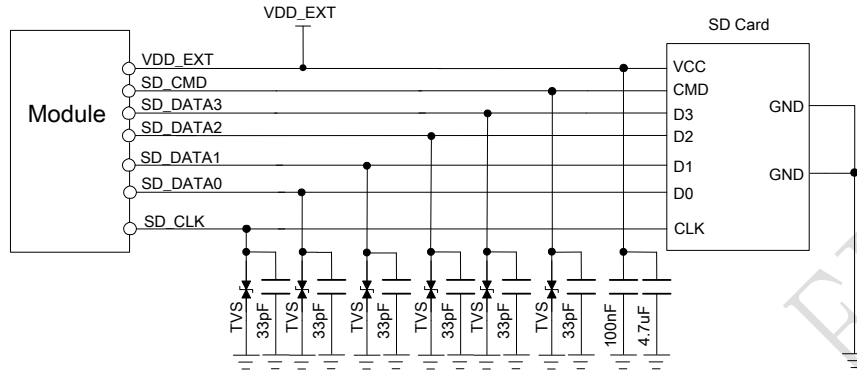 VDD_EXT
SD Card
VDD_EXT
VCC
SD_CMD
CMD
SD_DATA3
D3
GND
Module
SD_DATA2
D2
SD_DATA1
D1
GND
SD_DATA0
D0
SD_CLK
CLK
TVS
33pF
TVS
33pF
TVS
33pF
TVS
33pF
TVS
33pF
TVS
33pF
100nF
4.7uF